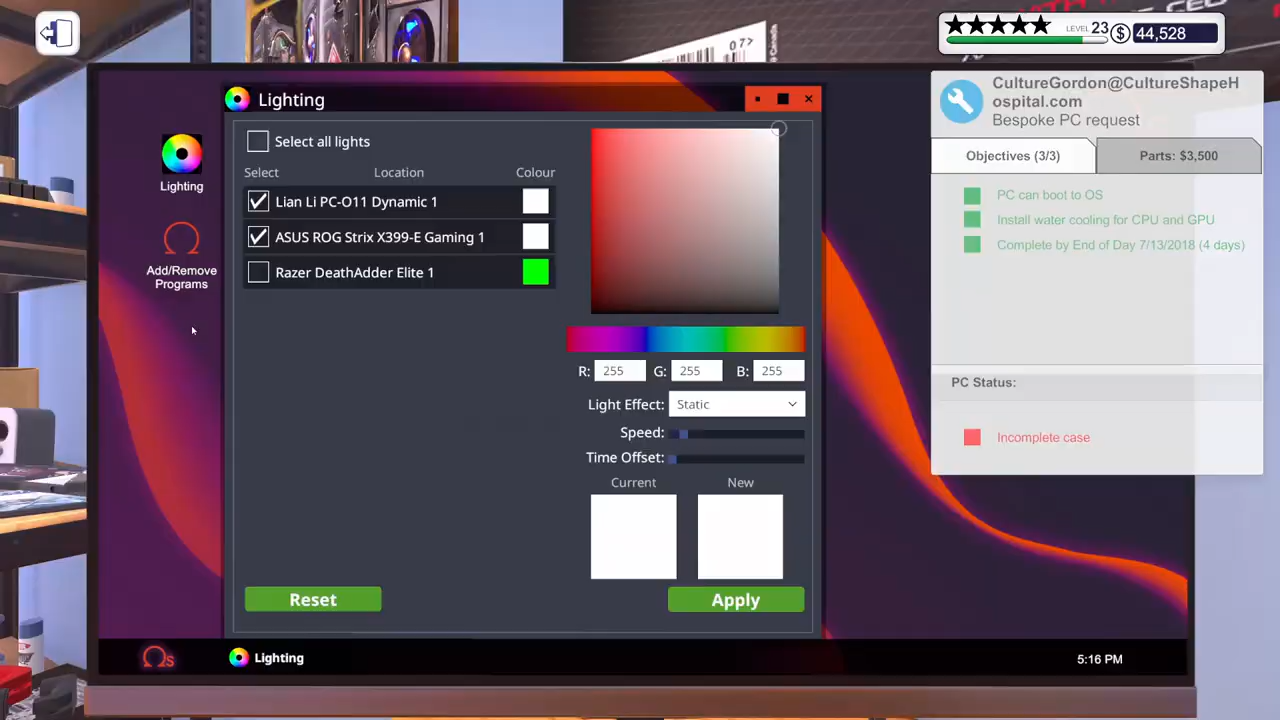 LEVEL 23
$ 44,528
CultureGordon@CultureShapeH
ospital.com
Bespoke PC request
Objectives (3/3)
Parts: $3,500
PC can boot to OS
Install water cooling for CPU and GPU
Complete by End of Day 7/13/2018 (4 days)
PC Status:
Incomplete case
Lighting
Add/Remove
Programs
Lighting
Select all lights
Select
Location
Colour
Lian Li PC-O11 Dynamic 1
ASUS ROG Strix X399-E Gaming 1
Razer DeathAdder Elite 1
R: 255
G: 255
B: 255
Light Effect: Static
Speed:
Time Offset:
Current
New
Reset
Apply
Ωs
Lighting
5:16 PM